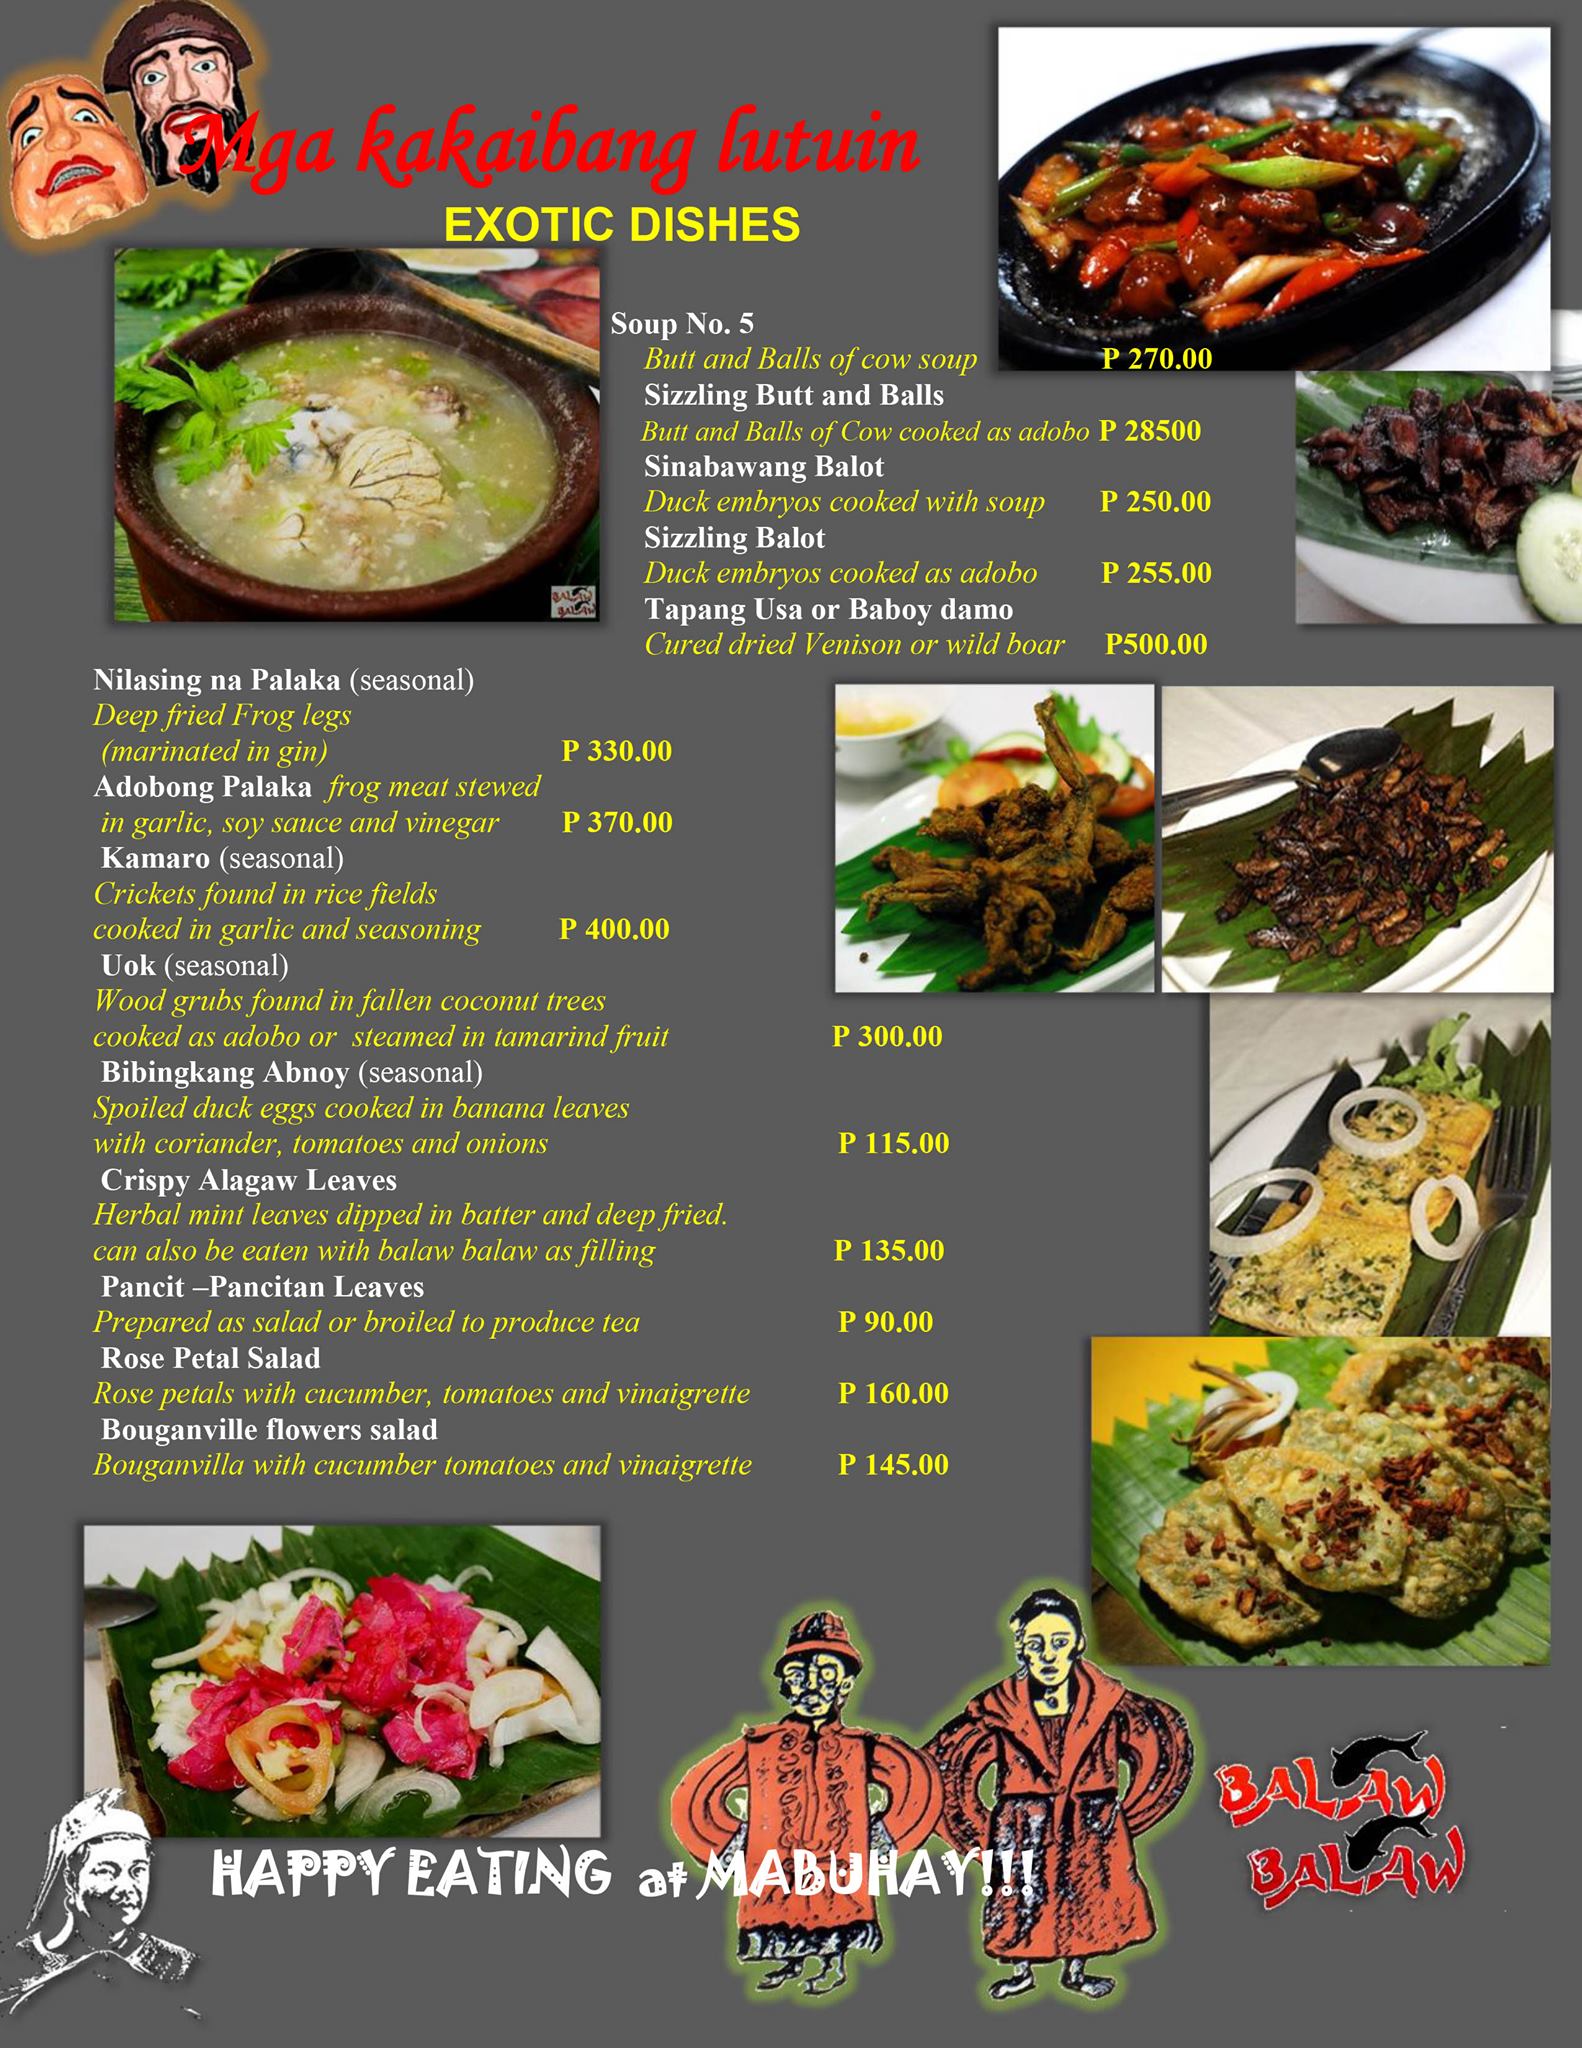 Mga kakaibang lutuin
EXOTIC DISHES
Soup No. 5
Butt and Balls of cow soup P 270.00
Sizzling Butt and Balls
Butt and Balls of Cow cooked as adobo P 28500
Sinabawang Balot
Duck embryos cooked with soup P 250.00
Sizzling Balot
Duck embryos cooked as adobo P 255.00
Tapang Usa or Baboy damo
Cured dried Venison or wild boar P500.00
BALAW
BALAW
Nilasing na Palaka (seasonal)
Deep fried Frog legs
(marinated in gin) P 330.00
Adobong Palaka frog meat stewed
in garlic, soy sauce and vinegar P 370.00
Kamaro (seasonal)
Crickets found in rice fields
cooked in garlic and seasoning P 400.00
Uok (seasonal)
Wood grubs found in fallen coconut trees
cooked as adobo or steamed in tamarind fruit P 300.00
Bibingkang Abnoy (seasonal)
Spoiled duck eggs cooked in banana leaves
with coriander, tomatoes and onions P 115.00
Crispy Alagaw Leaves
Herbal mint leaves dipped in batter and deep fried.
can also be eaten with balaw balaw as filling P 135.00
Pancit –Pancitan Leaves
Prepared as salad or broiled to produce tea P 90.00
Rose Petal Salad
Rose petals with cucumber, tomatoes and vinaigrette P 160.00
Bouganville flowers salad
Bouganvilla with cucumber tomatoes and vinaigrette P 145.00
HAPPY EATING at MABUHAY!!!
BALAW
BALAW